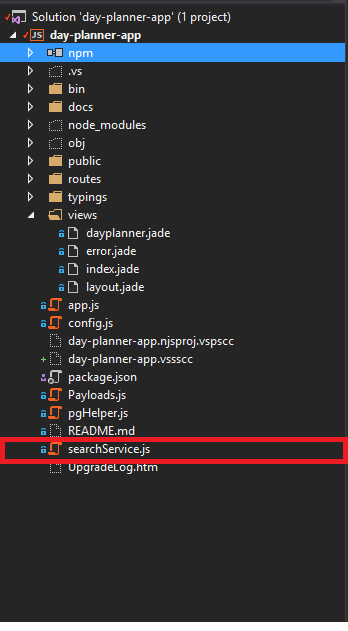 Solution 'day-planner-app' (1 project)
JS day-planner-app
npm
.vs
bin
docs
node_modules
obj
public
routes
typings
views
dayplanner.jade
error.jade
index.jade
layout.jade
app.js
config.js
day-planner-app.njsproj.vspscc
day-planner-app.vssscc
package.json
Payloads.js
pgHelper.js
README.md
searchService.js
UpgradeLog.htm